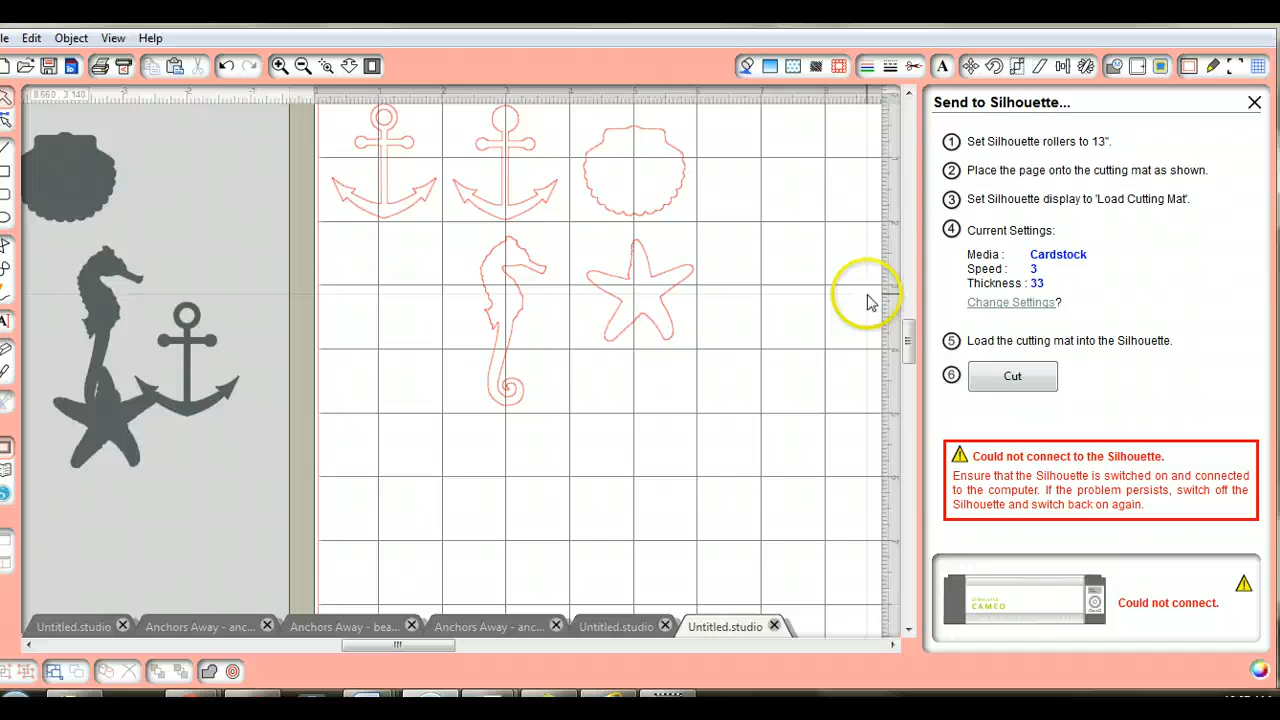 le Edit Object View Help
8.660 , 3.140
Send to Silhouette...
1 Set Silhouette rollers to 13".
2 Place the page onto the cutting mat as shown.
3 Set Silhouette display to 'Load Cutting Mat'.
4 Current Settings:
Media : Cardstock
Speed : 3
Thickness : 33
Change Settings?
5 Load the cutting mat into the Silhouette.
6 Cut
Could not connect to the Silhouette.
Ensure that the Silhouette is switched on and connected
to the computer. If the problem persists, switch off the
Silhouette and switch back on again.
silhouette
CAMEO
Could not connect.
Untitled.studio Anchors Away - anc... Anchors Away - bea... Anchors Away - anc... Untitled.studio Untitled.studio